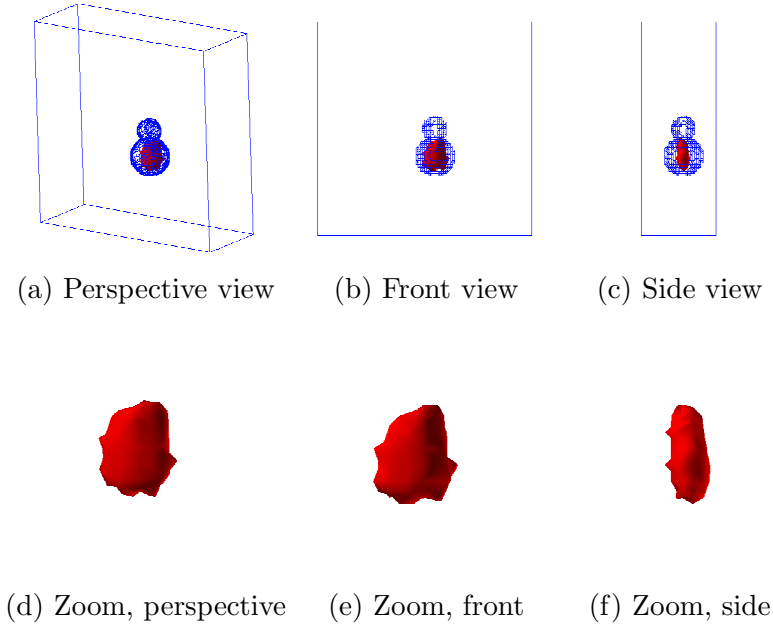 (a) Perspective view (b) Front view (c) Side view
(d) Zoom, perspective (e) Zoom, front (f) Zoom, side